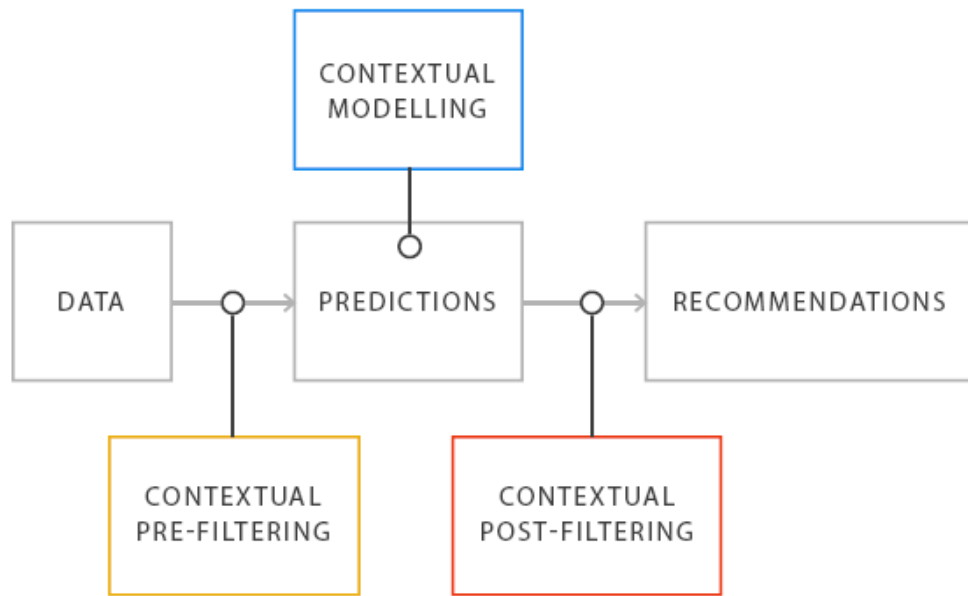 CONTEXTUAL
MODELLING
DATA
PREDICTIONS
RECOMMENDATIONS
CONTEXTUAL
PRE-FILTERING
CONTEXTUAL
POST-FILTERING